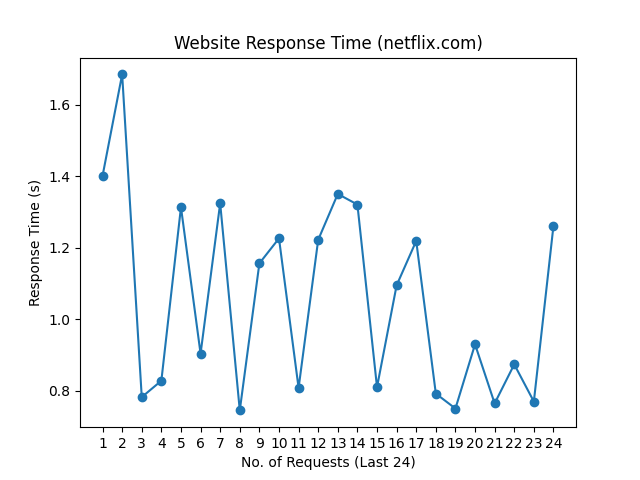 Website Response Time (netflix.com)
Response Time (s)
1.6
1.4
1.2
1.0
0.8
1 2 3 4 5 6 7 8 9 10 11 12 13 14 15 16 17 18 19 20 21 22 23 24
No. of Requests (Last 24)